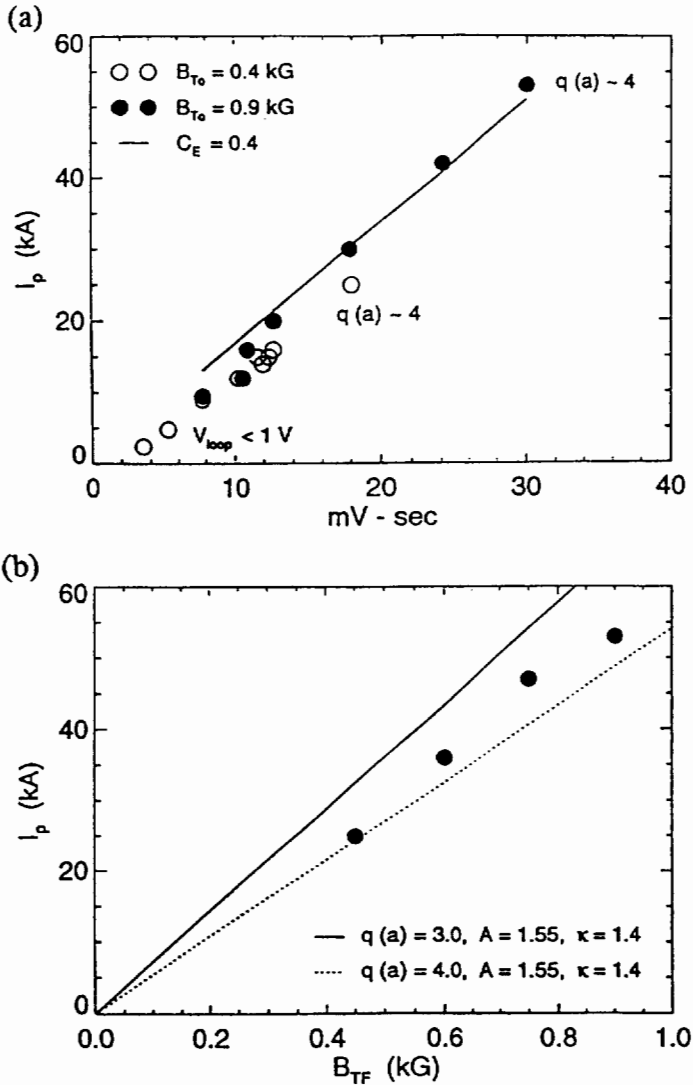 (a)
60
40
20
0
I_p (kA)
○ ○ B_To = 0.4 kG
● ● B_To = 0.9 kG
— C_E = 0.4
q (a) ~ 4
q (a) ~ 4
V_loop < 1 V
0 10 20 30 40
mV - sec
(b)
60
40
20
0
I_p (kA)
— q (a) = 3.0, A = 1.55, κ = 1.4
····· q (a) = 4.0, A = 1.55, κ = 1.4
0.0 0.2 0.4 0.6 0.8 1.0
B_TF (kG)